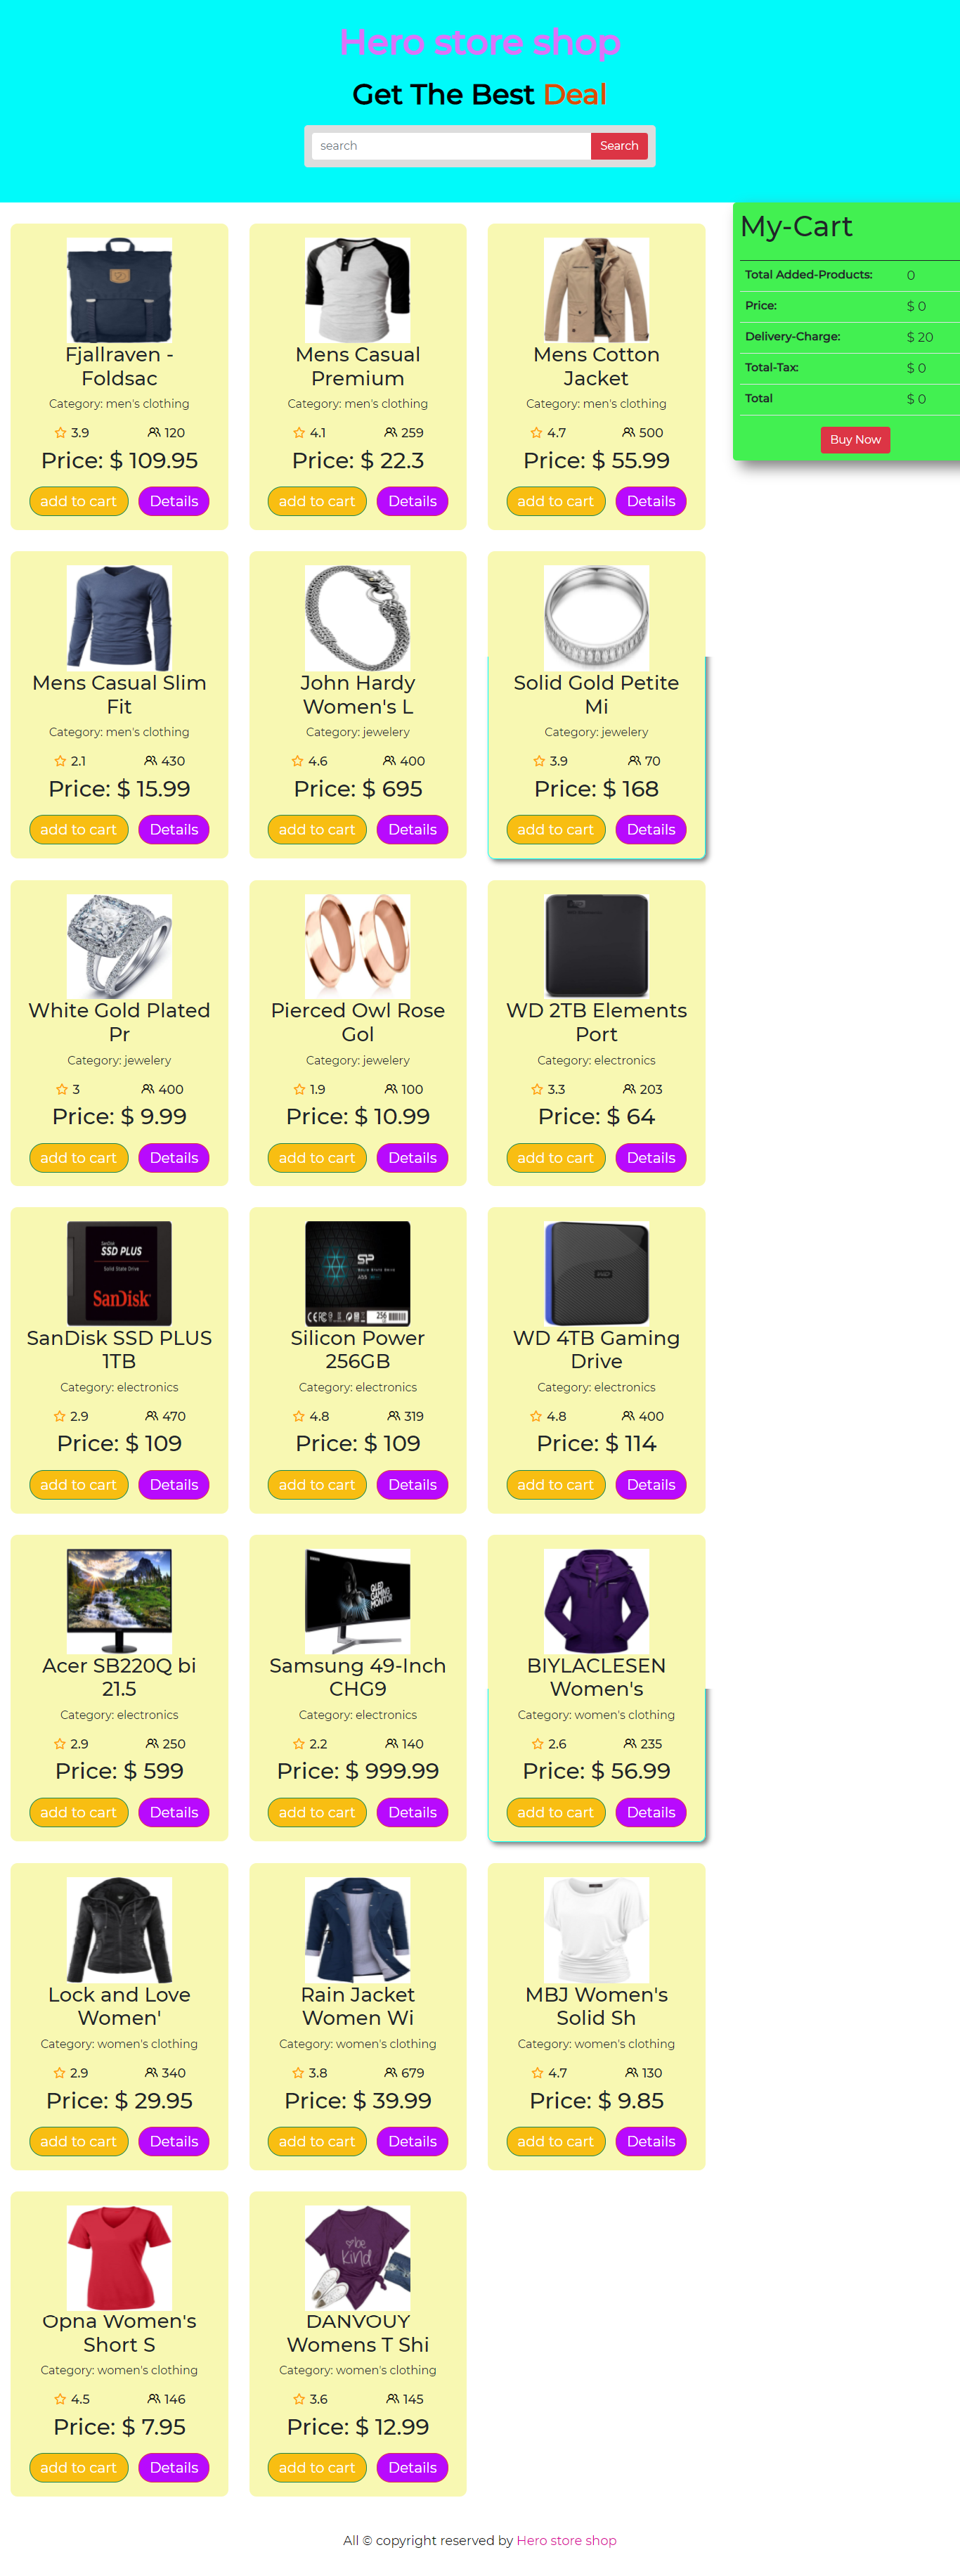 Hero store shop
Get The Best Deal
search Search
My-Cart
Total Added-Products: 0
Price: $ 0
Delivery-Charge: $ 20
Total-Tax: $ 0
Total $ 0
Buy Now
Fjallraven -
Foldsac
Category: men's clothing
3.9 120
Price: $ 109.95
add to cart Details
Mens Casual
Premium
Category: men's clothing
4.1 259
Price: $ 22.3
add to cart Details
Mens Cotton
Jacket
Category: men's clothing
4.7 500
Price: $ 55.99
add to cart Details
Mens Casual Slim
Fit
Category: men's clothing
2.1 430
Price: $ 15.99
add to cart Details
John Hardy
Women's L
Category: jewelery
4.6 400
Price: $ 695
add to cart Details
Solid Gold Petite
Mi
Category: jewelery
3.9 70
Price: $ 168
add to cart Details
White Gold Plated
Pr
Category: jewelery
3 400
Price: $ 9.99
add to cart Details
Pierced Owl Rose
Gol
Category: jewelery
1.9 100
Price: $ 10.99
add to cart Details
WD 2TB Elements
Port
Category: electronics
3.3 203
Price: $ 64
add to cart Details
SanDisk
SSD PLUS
Solid State Drive
SanDisk
SanDisk SSD PLUS
1TB
Category: electronics
2.9 470
Price: $ 109
add to cart Details
SP
A55
256
Silicon Power
256GB
Category: electronics
4.8 319
Price: $ 109
add to cart Details
WD
WD 4TB Gaming
Drive
Category: electronics
4.8 400
Price: $ 114
add to cart Details
Acer SB220Q bi
21.5
Category: electronics
2.9 250
Price: $ 599
add to cart Details
QLED
GAMING
MONITOR
Samsung 49-Inch
CHG9
Category: electronics
2.2 140
Price: $ 999.99
add to cart Details
BIYLACLESEN
Women's
Category: women's clothing
2.6 235
Price: $ 56.99
add to cart Details
Lock and Love
Women'
Category: women's clothing
2.9 340
Price: $ 29.95
add to cart Details
Rain Jacket
Women Wi
Category: women's clothing
3.8 679
Price: $ 39.99
add to cart Details
MBJ Women's
Solid Sh
Category: women's clothing
4.7 130
Price: $ 9.85
add to cart Details
Opna Women's
Short S
Category: women's clothing
4.5 146
Price: $ 7.95
add to cart Details
be
kind
DANVOUY
Womens T Shi
Category: women's clothing
3.6 145
Price: $ 12.99
add to cart Details
All © copyright reserved by Hero store shop